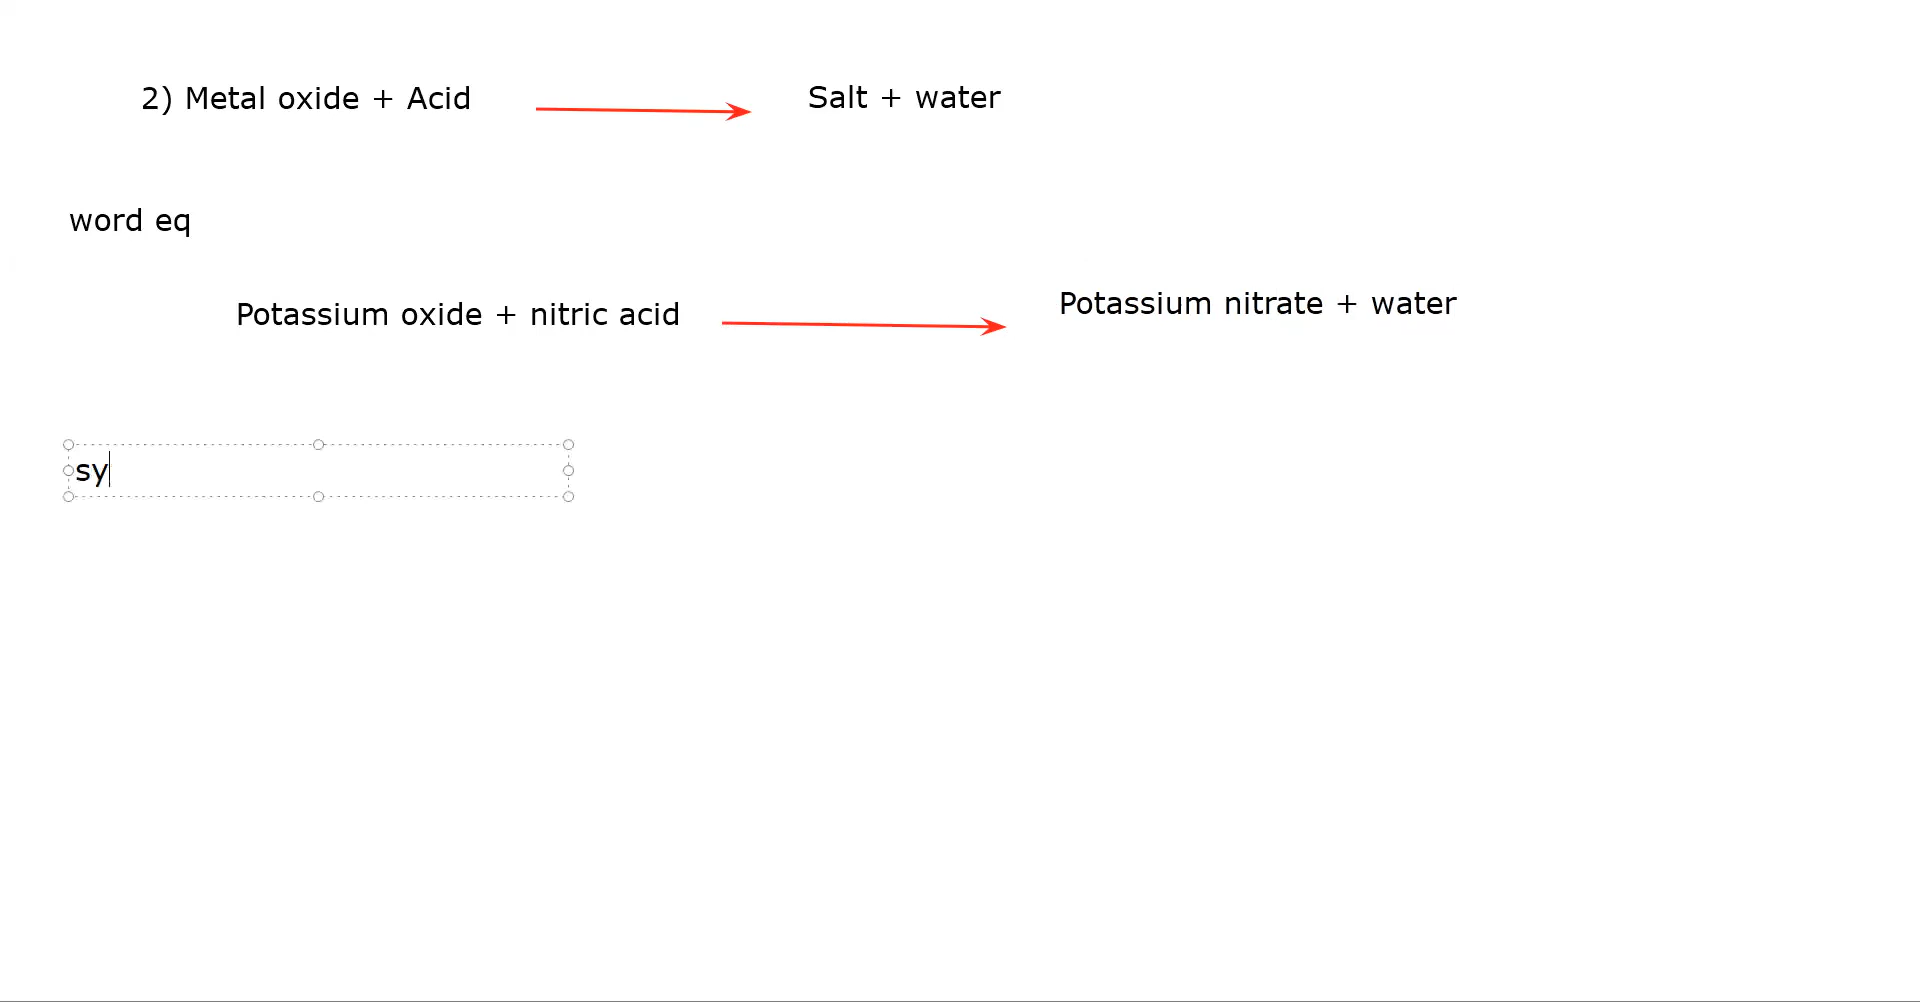 2) Metal oxide + Acid Salt + water
word eq
Potassium oxide + nitric acid Potassium nitrate + water
sy